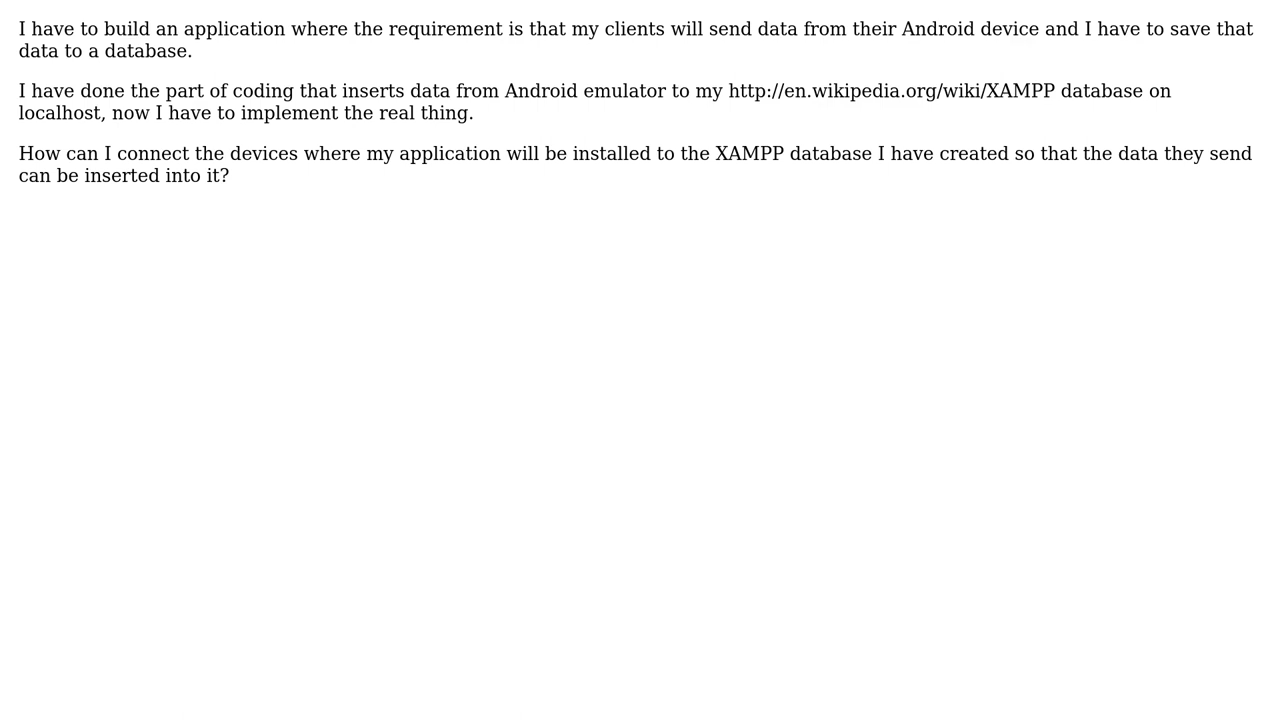 I have to build an application where the requirement is that my clients will send data from their Android device and I have to save that
data to a database.
I have done the part of coding that inserts data from Android emulator to my http://en.wikipedia.org/wiki/XAMPP database on
localhost, now I have to implement the real thing.
How can I connect the devices where my application will be installed to the XAMPP database I have created so that the data they send
can be inserted into it?